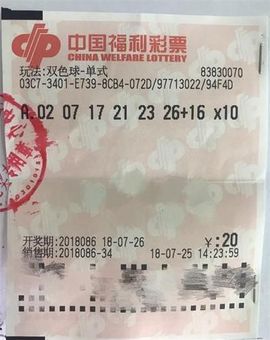 中国福利彩票
CHINA WELFARE LOTTERY
玩法:双色球-单式 83830070
03C7-3401-E739-8CB4-072D/97713022/94F4D
A.02 07 17 21 23 26+16 x10
开奖期:2018086 18-07-26 ¥:20
销售期:2018086-34 18-07-25 14:23:59